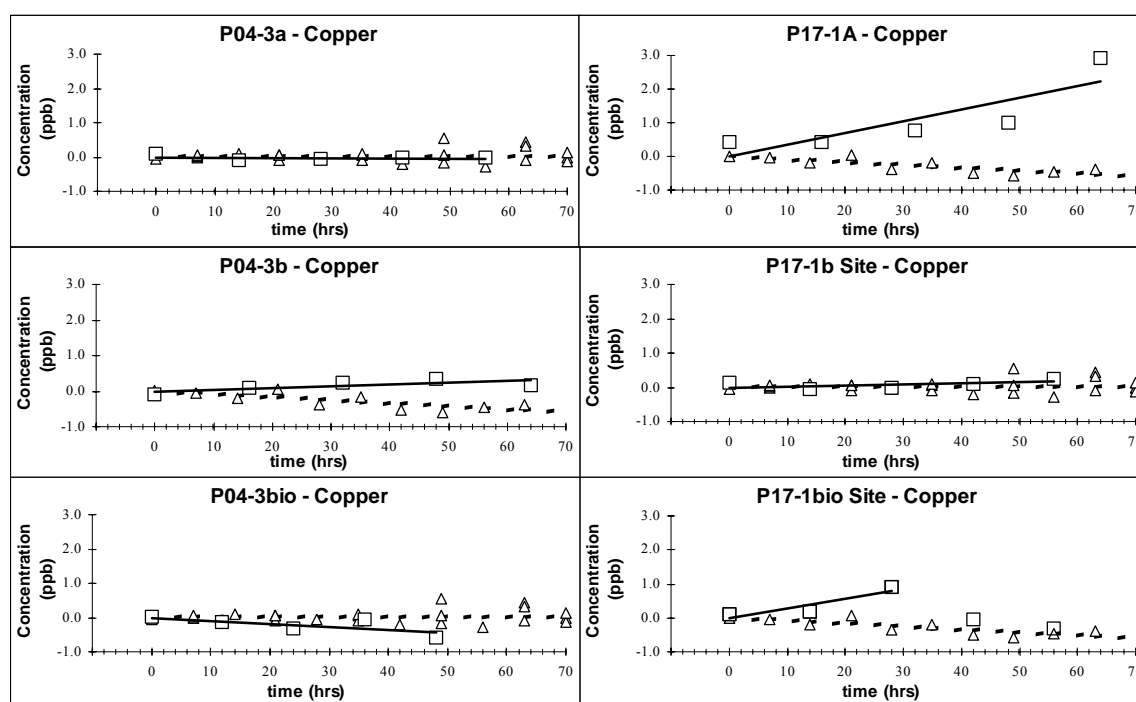 P04-3a - Copper
3.0
2.0
1.0
0.0
-1.0
0 10 20 30 40 50 60 70
time (hrs)
Concentration
(ppb)
P17-1A - Copper
3.0
2.0
1.0
0.0
-1.0
0 10 20 30 40 50 60 70
time (hrs)
Concentration
(ppb)
P04-3b - Copper
3.0
2.0
1.0
0.0
-1.0
0 10 20 30 40 50 60 70
time (hrs)
Concentration
(ppb)
P17-1b Site - Copper
3.0
2.0
1.0
0.0
-1.0
0 10 20 30 40 50 60 70
time (hrs)
Concentration
(ppb)
P04-3bio - Copper
3.0
2.0
1.0
0.0
-1.0
0 10 20 30 40 50 60 70
time (hrs)
Concentration
(ppb)
P17-1bio Site - Copper
3.0
2.0
1.0
0.0
-1.0
0 10 20 30 40 50 60 70
time (hrs)
Concentration
(ppb)